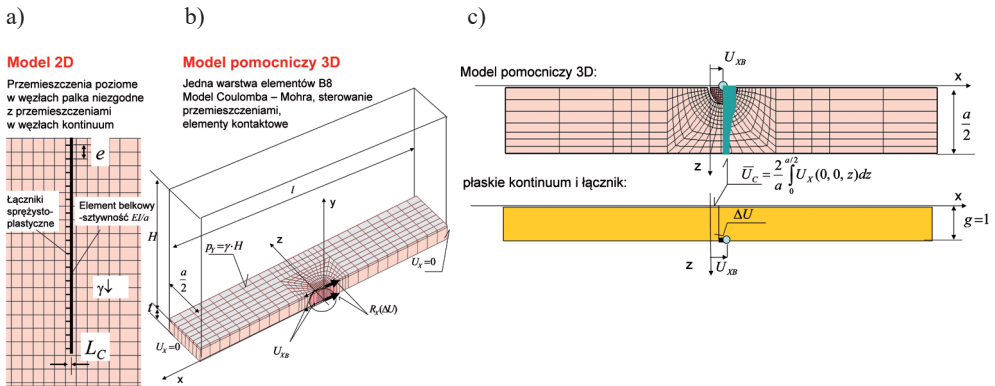 a)
Model 2D
Przemieszczenia poziome
w węzłach palka niezgodne
z przemieszczeniami
w węzłach kontinuum
e
Łączniki
sprężysto-
plastyczne
Element belkowy
-sztywność EI/a
γ↓
L_C
b)
Model pomocniczy 3D
Jedna warstwa elementów B8
Model Coulomba – Mohra, sterowanie
przemieszczeniami,
elementy kontaktowe
l
y
H
z
p_Y=γ·H
a/2
U_X=0
R_X(ΔU)
U_X=0
U_XB
x
c)
U_XB
Model pomocniczy 3D:
x
a/2
z
U̅_C = 2/a ∫_0^{a/2} U_X(0, 0, z)dz
płaskie kontinuum i łącznik:
x
ΔU
g=1
z
U_XB